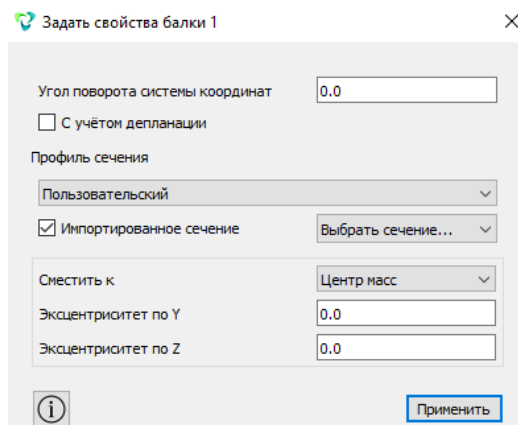 Задать свойства балки 1
Угол поворота системы координат 0.0
С учётом депланации
Профиль сечения
Пользовательский
Импортированное сечение Выбрать сечение...
Сместить к Центр масс
Эксцентриситет по Y 0.0
Эксцентриситет по Z 0.0
Применить